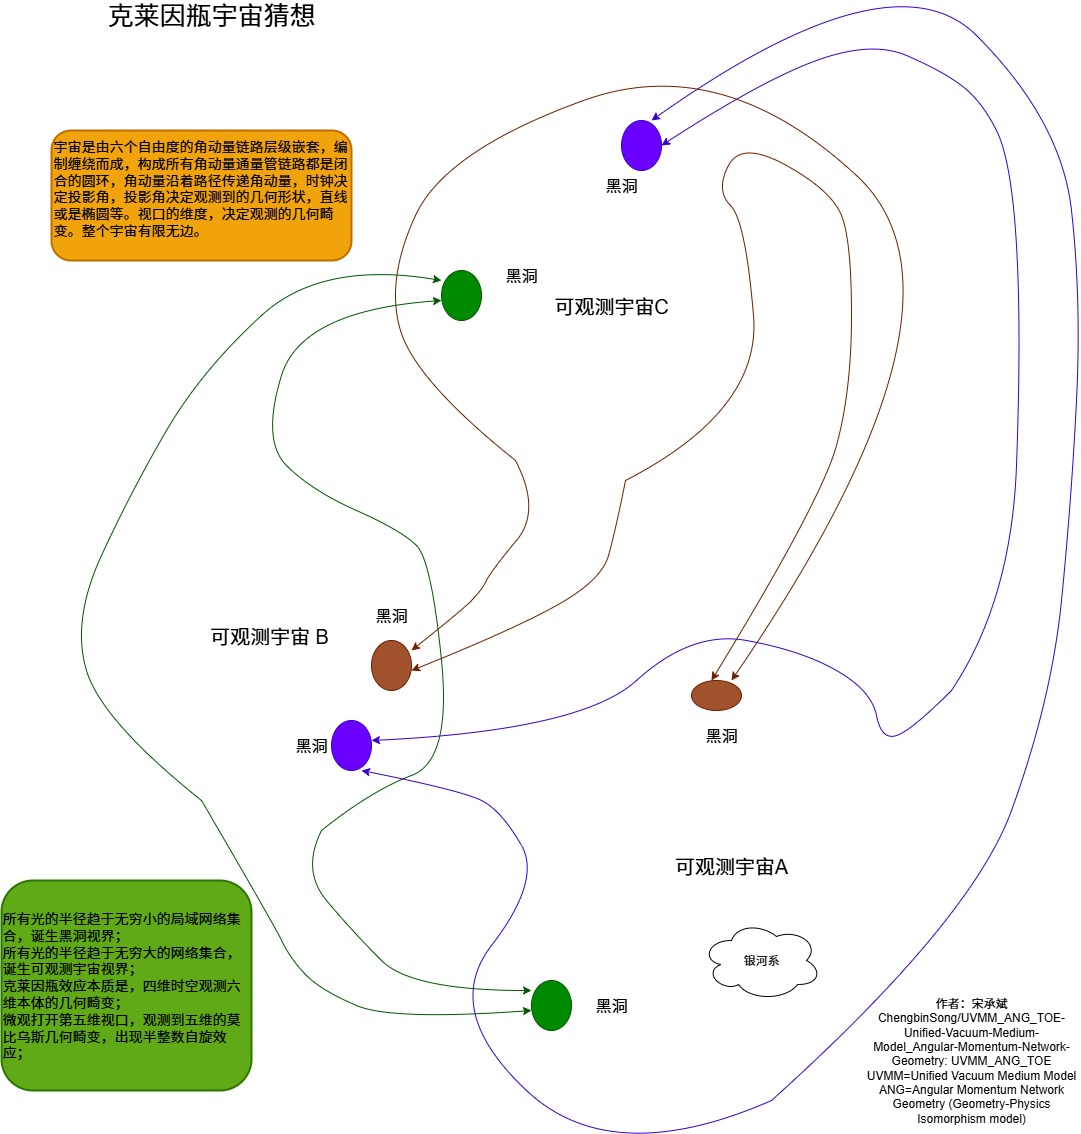 克莱因瓶宇宙猜想
宇宙是由六个自由度的角动量链路层级嵌套，编
制缠绕而成，构成所有角动量通量管链路都是闭
合的圆环，角动量沿着路径传递角动量，时钟决
定投影角，投影角决定观测到的几何形状，直线
或是椭圆等。视口的维度，决定观测的几何畸
变。整个宇宙有限无边。
黑洞
黑洞
可观测宇宙C
黑洞
可观测宇宙 B
黑洞
黑洞
可观测宇宙A
银河系
黑洞
所有光的半径趋于无穷小的局域网络集
合，诞生黑洞视界；
所有光的半径趋于无穷大的网络集合，
诞生可观测宇宙视界；
克莱因瓶效应本质是，四维时空观测六
维本体的几何畸变；
微观打开第五维视口，观测到五维的莫
比乌斯几何畸变，出现半整数自旋效
应；
作者：宋承斌
ChengbinSong/UVMM_ANG_TOE-
Unified-Vacuum-Medium-
Model_Angular-Momentum-Network-
Geometry: UVMM_ANG_TOE
UVMM=Unified Vacuum Medium Model
ANG=Angular Momentum Network
Geometry (Geometry-Physics
Isomorphism model)